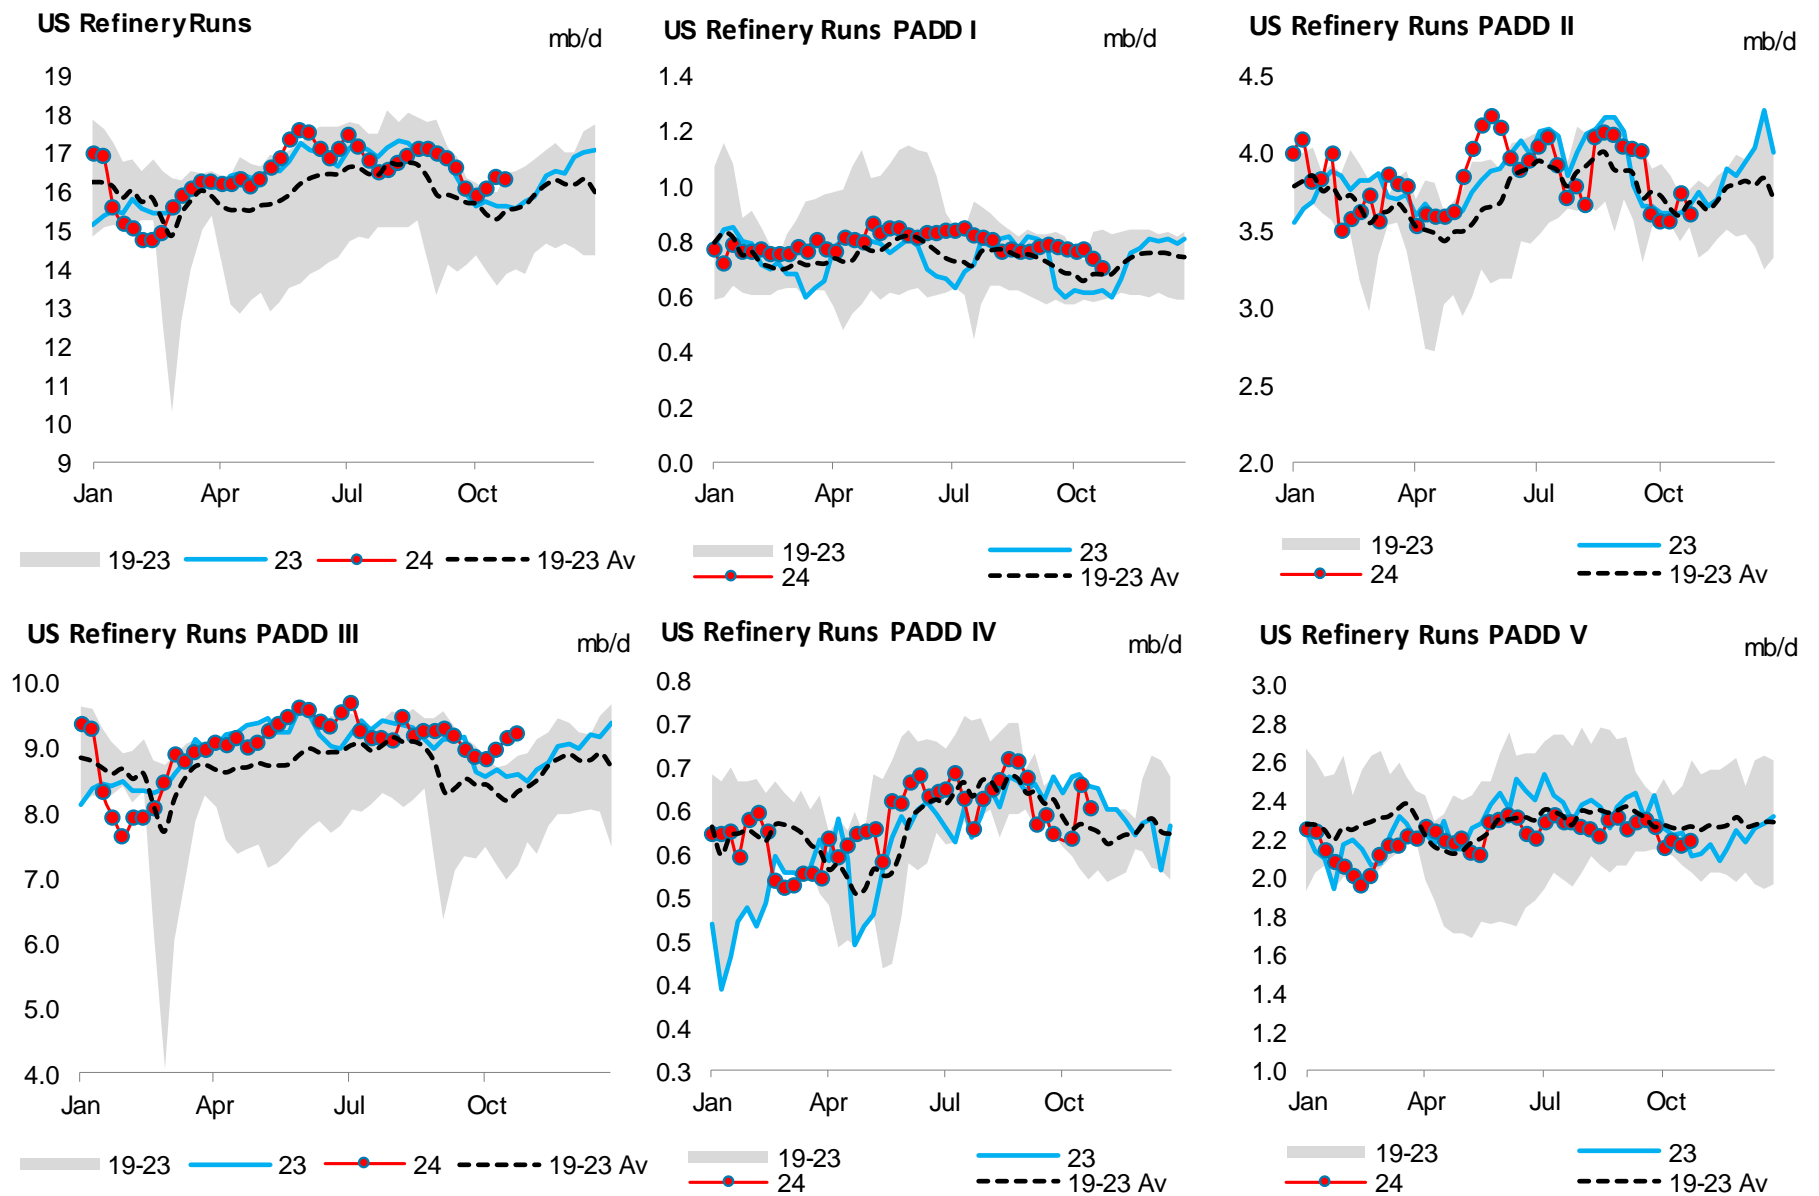 US Refinery Runs
mb/d
19
18
17
16
15
14
13
12
11
10
9
Jan
Apr
Jul
Oct
19-23
23
24
19-23 Av
US Refinery Runs PADD I
mb/d
1.4
1.2
1.0
0.8
0.6
0.4
0.2
0.0
Jan
Apr
Jul
Oct
19-23
23
24
19-23 Av
US Refinery Runs PADD II
mb/d
4.5
4.0
3.5
3.0
2.5
2.0
Jan
Apr
Jul
Oct
19-23
23
24
19-23 Av
US Refinery Runs PADD III
mb/d
10.0
9.0
8.0
7.0
6.0
5.0
4.0
Jan
Apr
Jul
Oct
19-23
23
24
19-23 Av
US Refinery Runs PADD IV
mb/d
0.8
0.7
0.7
0.6
0.6
0.5
0.5
0.4
0.4
0.3
Jan
Apr
Jul
Oct
19-23
23
24
19-23 Av
US Refinery Runs PADD V
mb/d
3.0
2.8
2.6
2.4
2.2
2.0
1.8
1.6
1.4
1.2
1.0
Jan
Apr
Jul
Oct
19-23
23
24
19-23 Av